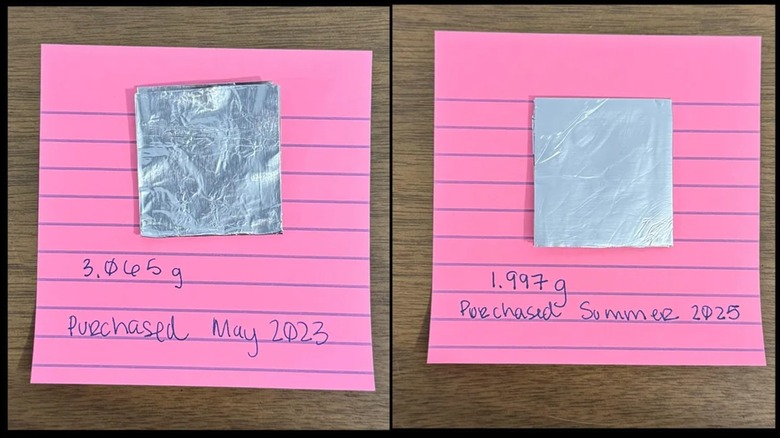 3.065 g
Purchased May 2023
1.997 g
Purchased Summer 2025